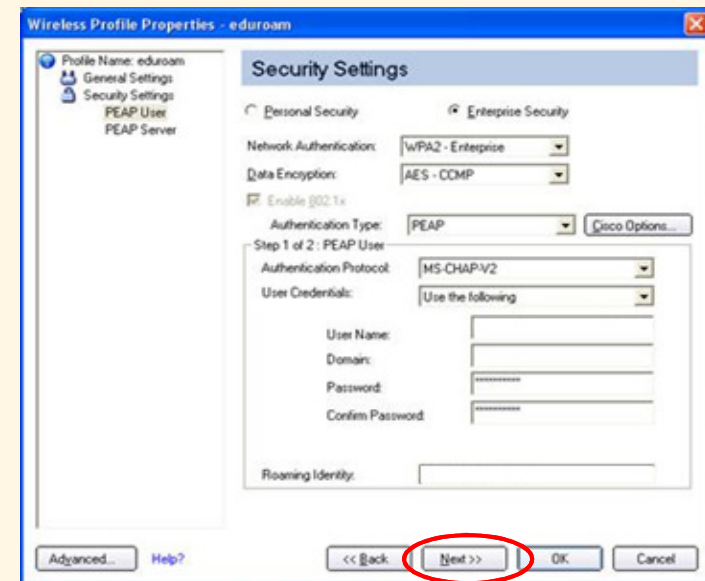 Wireless Profile Properties - eduroam
Profile Name: eduroam
General Settings
Security Settings
PEAP User
PEAP Server
Security Settings
Personal Security
Enterprise Security
Network Authentication:
WPA2 - Enterprise
Data Encryption:
AES - CCMP
Enable 802.1x
Authentication Type:
PEAP
Cisco Options...
Step 1 of 2 : PEAP User
Authentication Protocol:
MS-CHAP-V2
User Credentials:
Use the following
User Name:
Domain:
Password:
***********
Confirm Password:
***********
Roaming Identity:
Advanced...
Help?
<< Back
Next >>
OK
Cancel